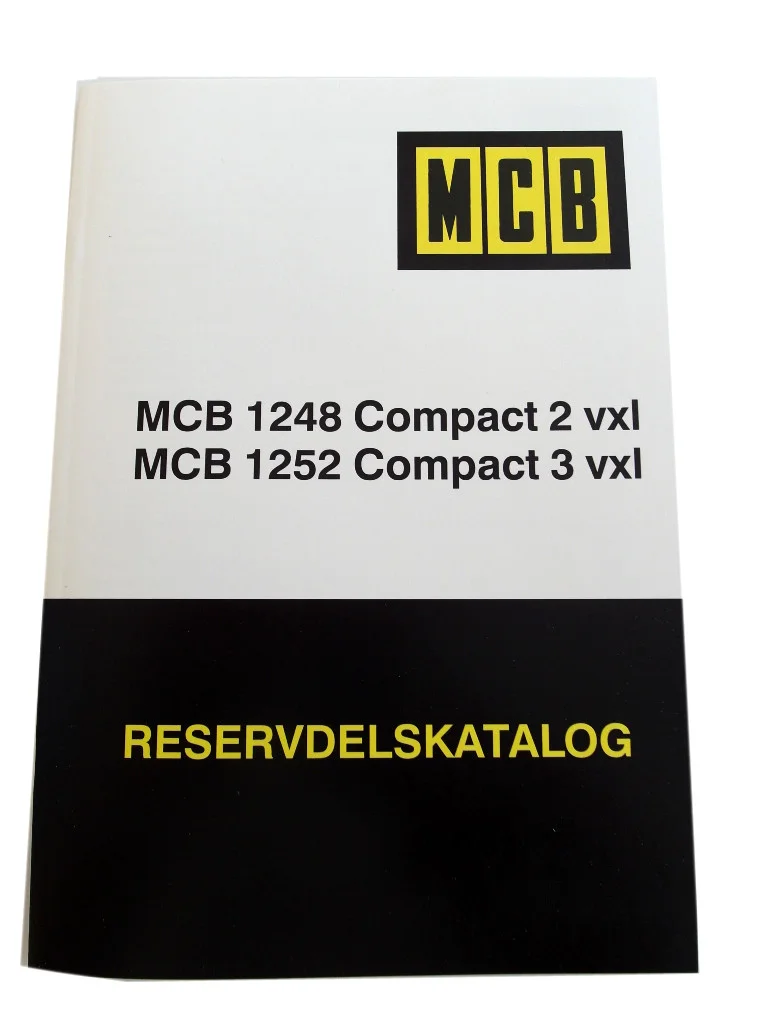 MCB
MCB 1248 Compact 2 vxl
MCB 1252 Compact 3 vxl
RESERVDELSKATALOG